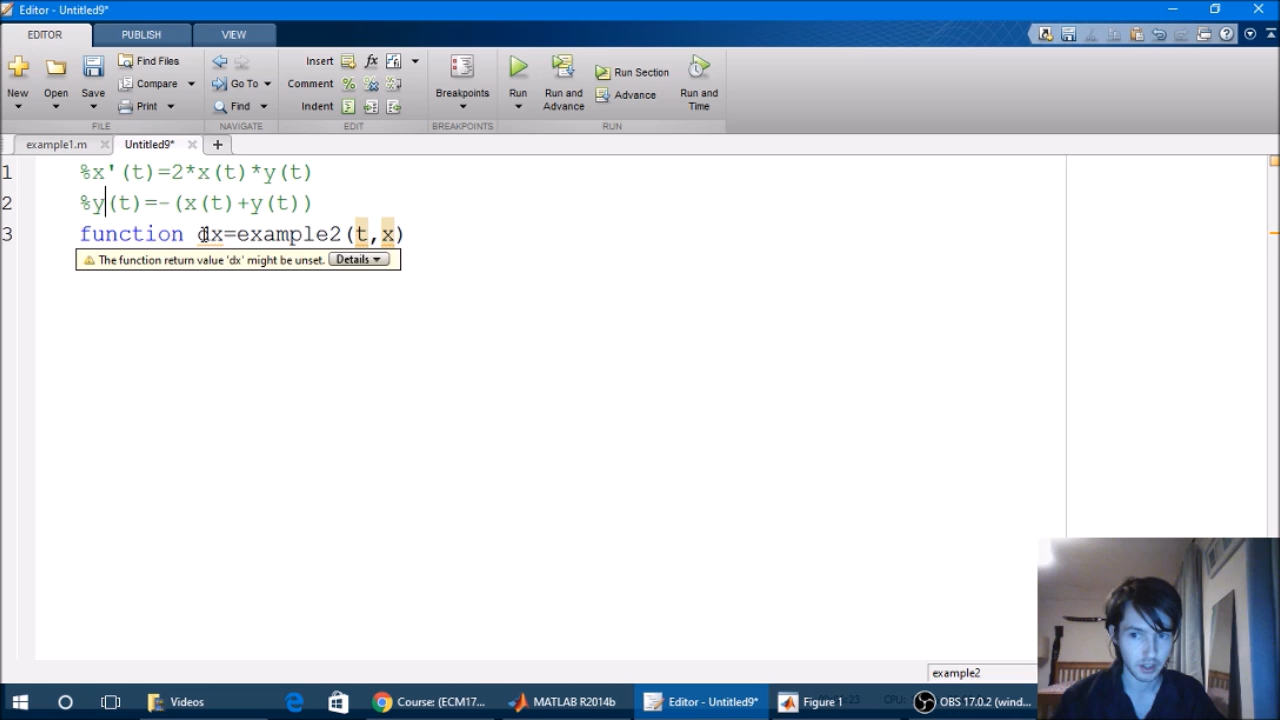 Editor - Untitled9*
EDITOR
PUBLISH
VIEW
New
Open
Save
Find Files
Compare
Print
FILE
Go To
Find
NAVIGATE
Insert
fx
Comment
%
Indent
EDIT
Breakpoints
BREAKPOINTS
Run
Run and Advance
Run Section
Advance
Run and Time
RUN
example1.m
Untitled9*
1 %x'(t)=2*x(t)*y(t)
2 %y(t)=-(x(t)+y(t))
3 function dx=example2(t,x)
The function return value 'dx' might be unset. Details
example2
Videos
Course: (ECM17...
MATLAB R2014b
Editor - Untitled9*
Figure 1
OBS 17.0.2 (wind...